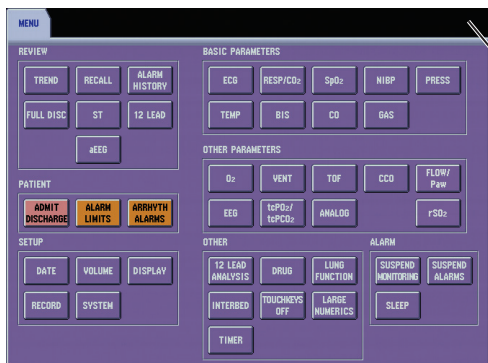 MENU
REVIEW
TREND
RECALL
ALARM
HISTORY
FULL DISC
ST
12 LEAD
aEEG
PATIENT
ADMIT
DISCHARGE
ALARM
LIMITS
ARRHYTH
ALARMS
SETUP
DATE
VOLUME
DISPLAY
RECORD
SYSTEM
BASIC PARAMETERS
ECG
RESP/CO₂
SpO₂
NIBP
PRESS
TEMP
BIS
CO
GAS
OTHER PARAMETERS
O₂
VENT
TOF
CCO
FLOW/
Paw
EEG
tcPO₂/
tcPCO₂
ANALOG
rSO₂
OTHER
12 LEAD
ANALYSIS
DRUG
LUNG
FUNCTION
INTERBED
TOUCHKEYS
OFF
LARGE
NUMERICS
TIMER
ALARM
SUSPEND
MONITORING
SUSPEND
ALARMS
SLEEP